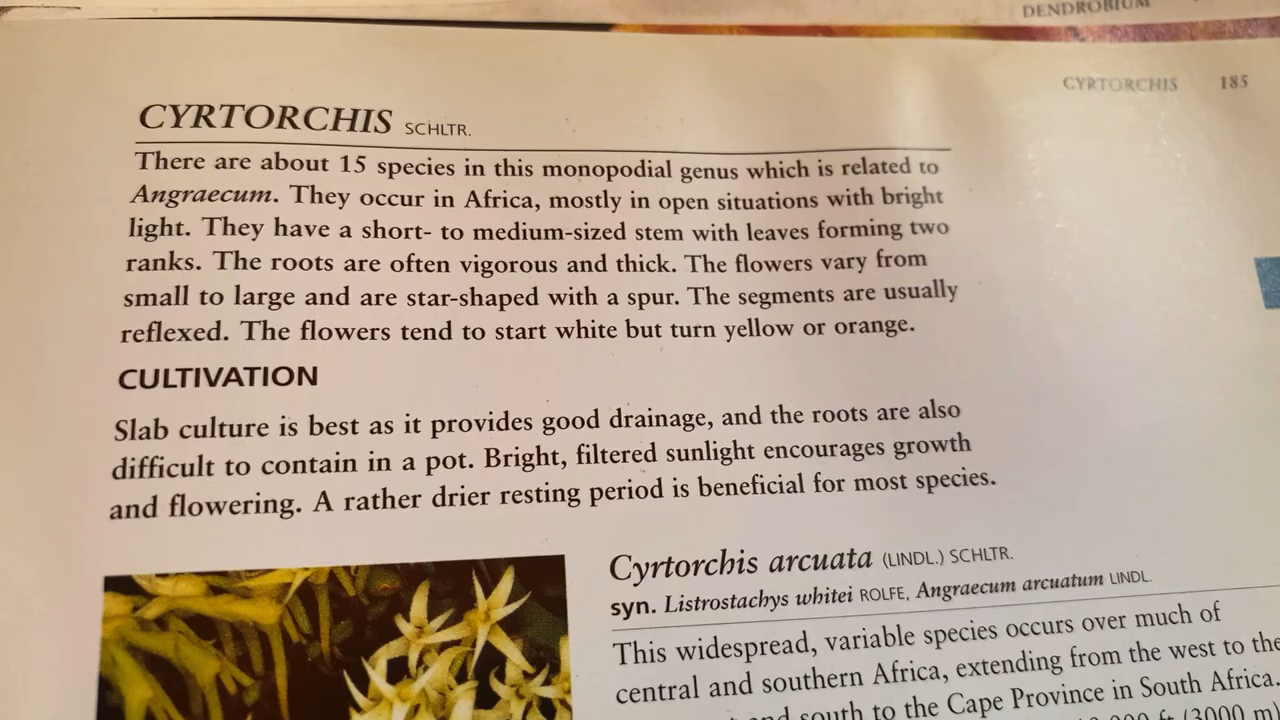 DENDROBIUM
CYRTORCHIS 185
CYRTORCHIS SCHLTR.
There are about 15 species in this monopodial genus which is related to
Angraecum. They occur in Africa, mostly in open situations with bright
light. They have a short- to medium-sized stem with leaves forming two
ranks. The roots are often vigorous and thick. The flowers vary from
small to large and are star-shaped with a spur. The segments are usually
reflexed. The flowers tend to start white but turn yellow or orange.
CULTIVATION
Slab culture is best as it provides good drainage, and the roots are also
difficult to contain in a pot. Bright, filtered sunlight encourages growth
and flowering. A rather drier resting period is beneficial for most species.
Cyrtorchis arcuata (LINDL.) SCHLTR.
syn. Listrostachys whitei ROLFE, Angraecum arcuatum LINDL.
This widespread, variable species occurs over much of
central and southern Africa, extending from the west to the
and south to the Cape Province in South Africa.
ft (3000 m)